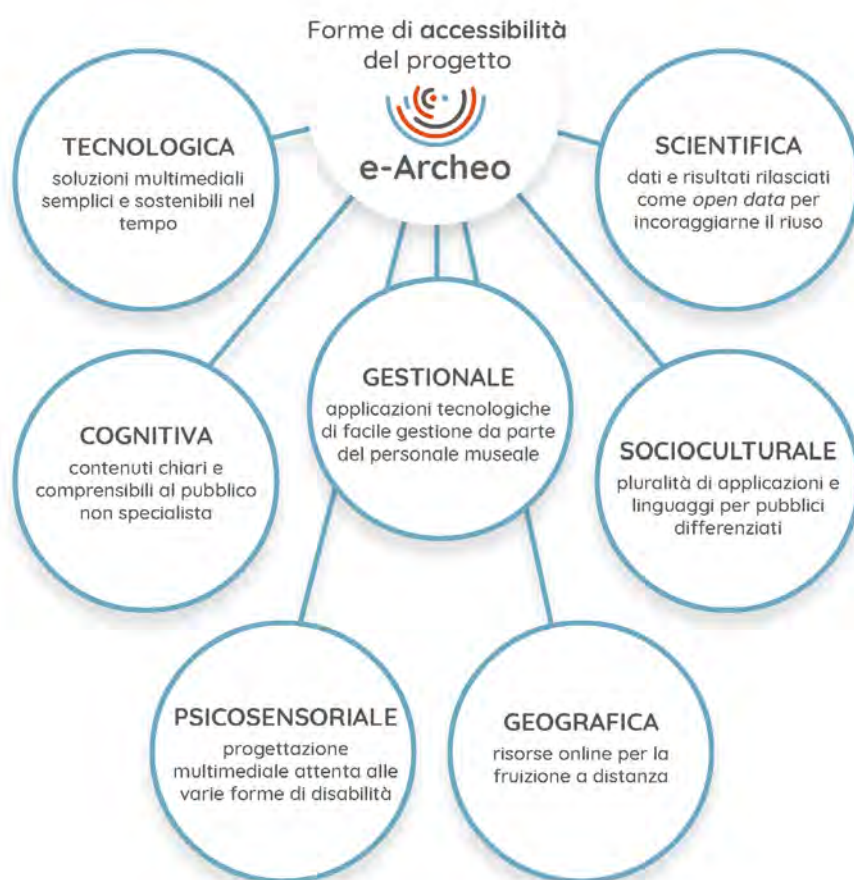 Forme di accessibilità
del progetto
e-Archeo
TECNOLOGICA
soluzioni multimediali
semplici e sostenibili nel
tempo
SCIENTIFICA
dati e risultati rilasciati
come open data per
incoraggiarne il riuso
COGNITIVA
contenuti chiari e
comprensibili al pubblico
non specialista
GESTIONALE
applicazioni tecnologiche
di facile gestione da parte
del personale museale
SOCIOCULTURALE
pluralità di applicazioni e
linguaggi per pubblici
differenziati
PSICOSENSORIALE
progettazione
multimediale attenta alle
varie forme di disabilità
GEOGRAFICA
risorse online per la
fruizione a distanza